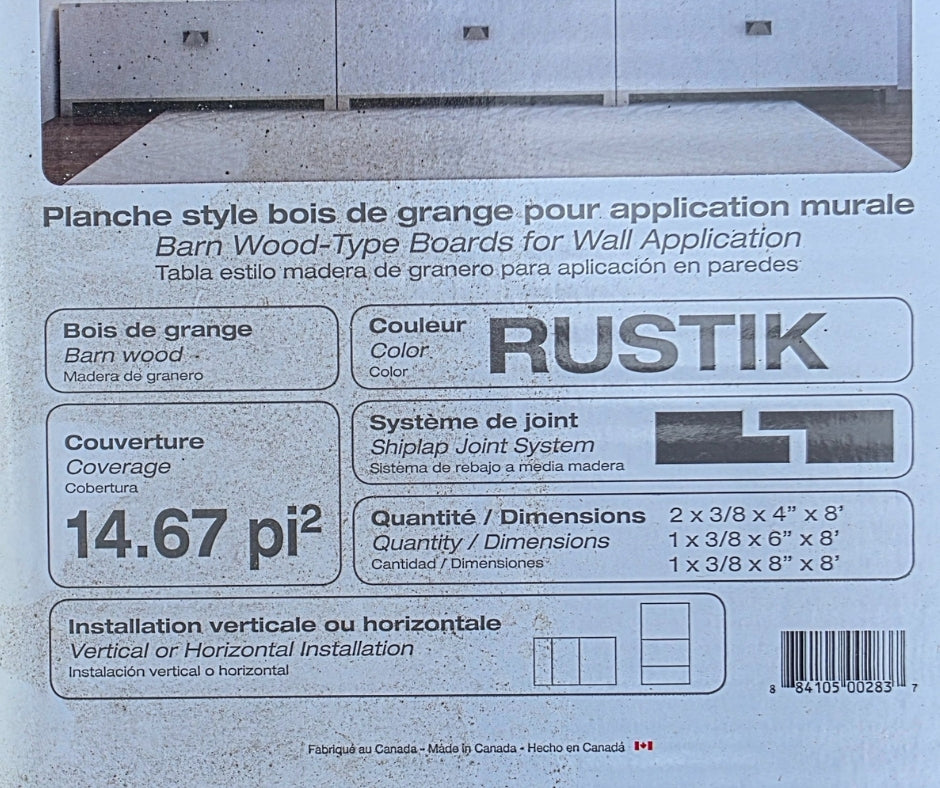 Planche style bois de grange pour application murale
Barn Wood-Type Boards for Wall Application
Tabla estilo madera de granero para aplicación en paredes
Bois de grange
Barn wood
Madera de granero
Couleur
Color
Color
RUSTIK
Couverture
Coverage
Cobertura
14.67 pi²
Système de joint
Shiplap Joint System
Sistema de rebajo a media madera
Quantité / Dimensions 2 x 3/8 x 4” x 8’
Quantity / Dimensions 1 x 3/8 x 6” x 8’
Cantidad / Dimensiones 1 x 3/8 x 8” x 8’
Installation verticale ou horizontale
Vertical or Horizontal Installation
Instalación vertical o horizontal
8 84105 00283 7
Fabriqué au Canada - Made in Canada - Hecho en Canadá